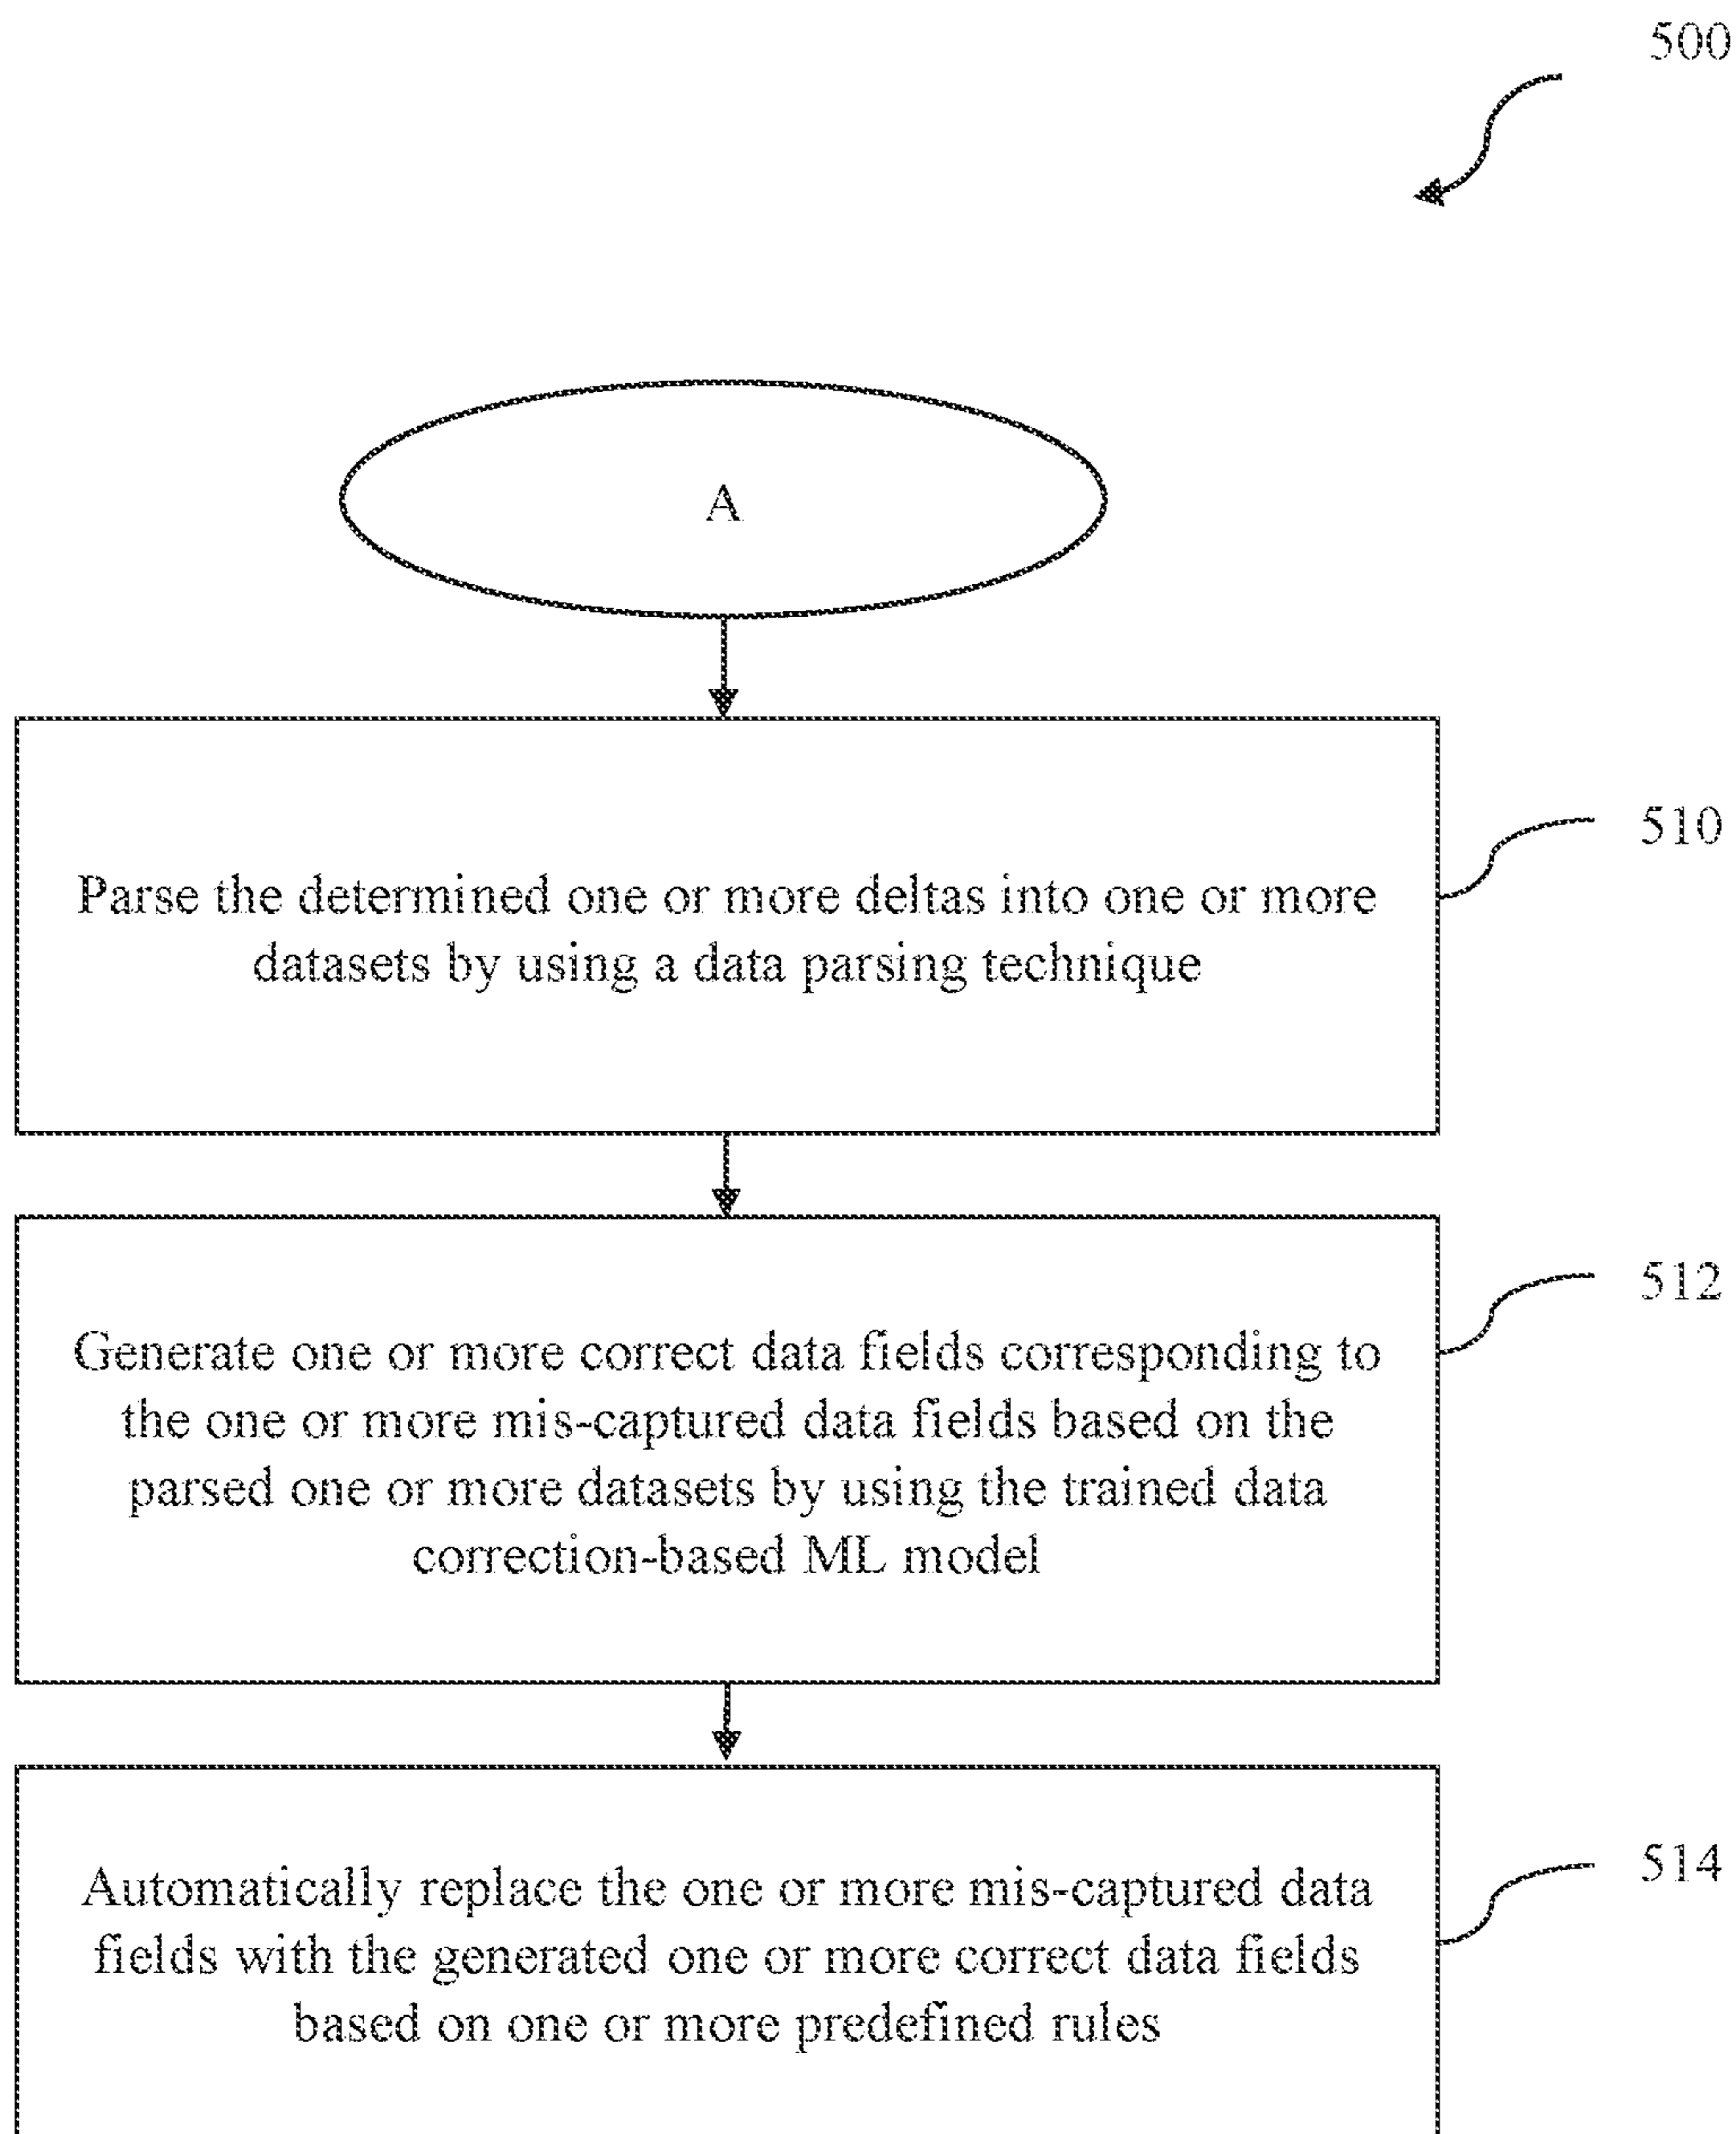 500
A
Parse the determined one or more deltas into one or more
datasets by using a data parsing technique
510
Generate one or more correct data fields corresponding to
the one or more mis-captured data fields based on the
parsed one or more datasets by using the trained data
correction-based ML model
512
Automatically replace the one or more mis-captured data
fields with the generated one or more correct data fields
based on one or more predefined rules
514